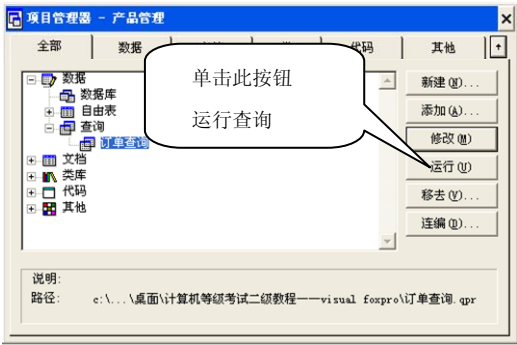 项目管理器 - 产品管理
全部 数据 代码 其他
数据
数据库
自由表
查询
订单查询
文档
类库
代码
其他
单击此按钮
运行查询
新建(N)...
添加(A)...
修改(M)
运行(U)
移去(V)...
连编(D)...
说明:
路径: c:\...\桌面\计算机等级考试二级教程——visual foxpro\订单查询.qpr